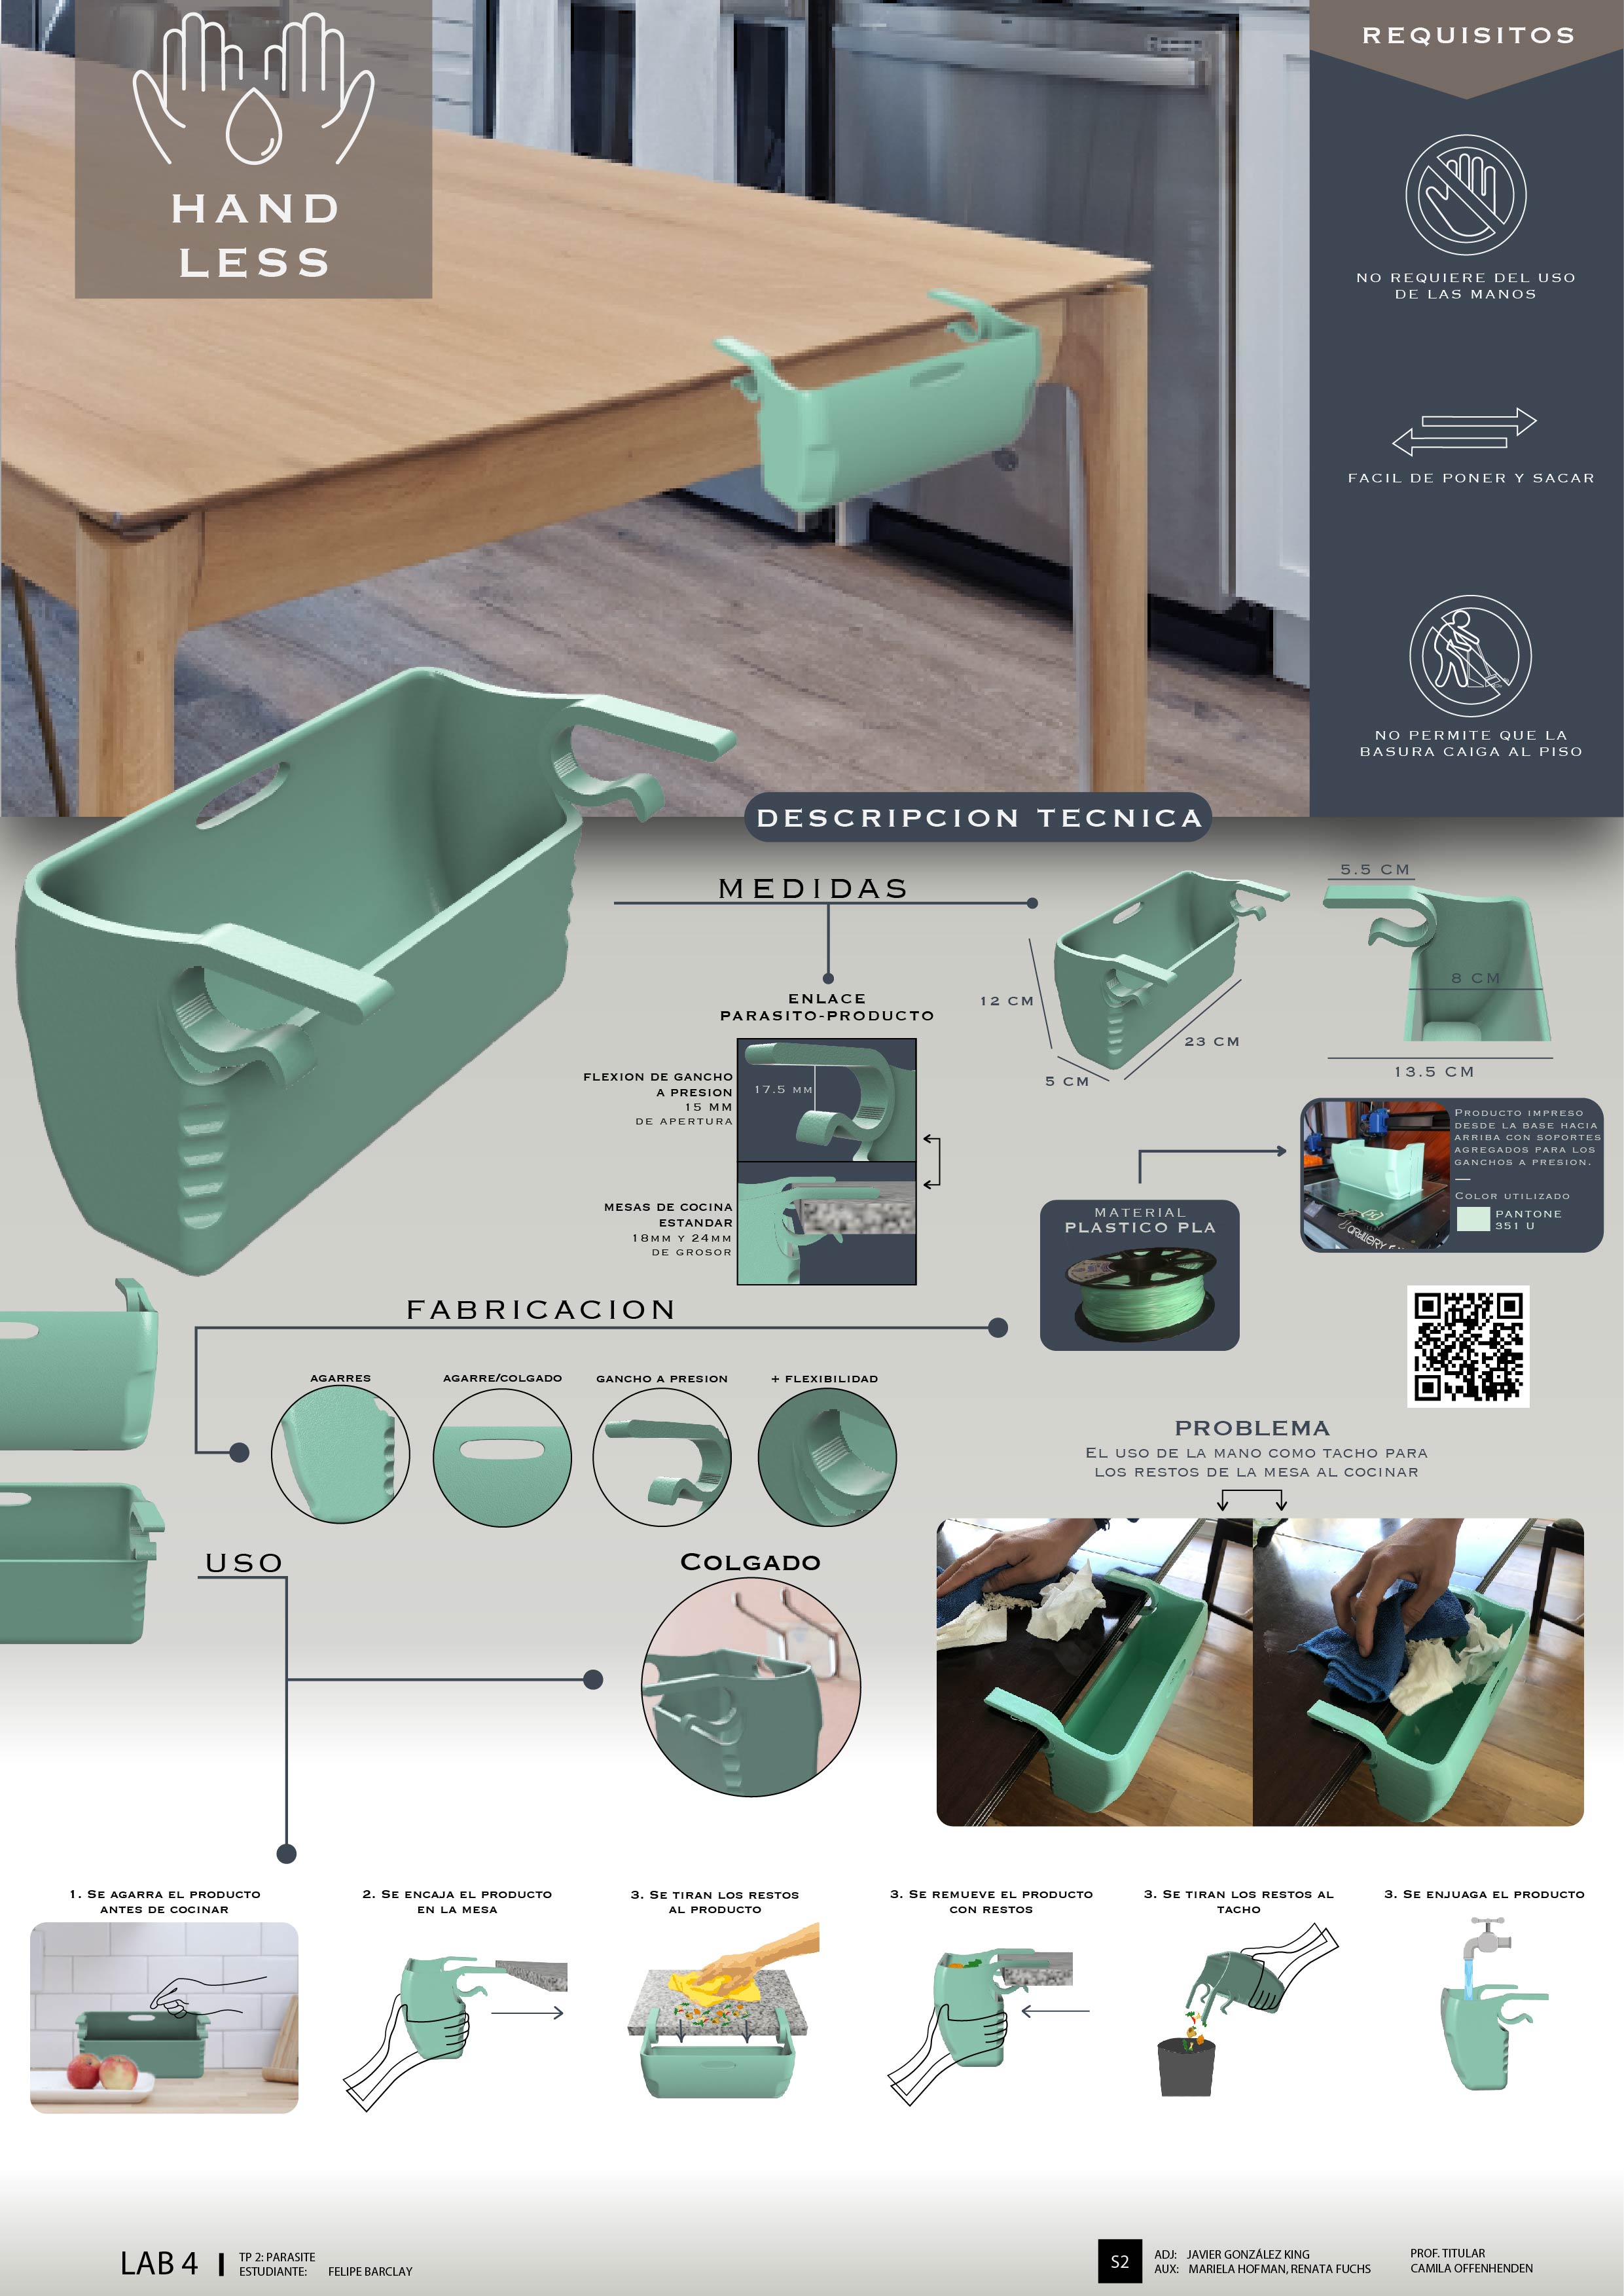 HAND
LESS
REQUISITOS
NO REQUIERE DEL USO
DE LAS MANOS
FACIL DE PONER Y SACAR
NO PERMITE QUE LA
BASURA CAIGA AL PISO
DESCRIPCION TECNICA
MEDIDAS
5.5 CM
8 CM
13.5 CM
12 CM
23 CM
5 CM
ENLACE
PARASITO-PRODUCTO
FLEXION DE GANCHO
A PRESION
15 MM
DE APERTURA
17.5 MM
MESAS DE COCINA
ESTANDAR
18MM Y 24MM
DE GROSOR
PRODUCTO IMPRESO
DESDE LA BASE HACIA
ARRIBA CON SOPORTES
AGREGADOS PARA LOS
GANCHOS A PRESION.
COLOR UTILIZADO
PANTONE
351 U
MATERIAL
PLASTICO PLA
FABRICACION
AGARRES
AGARRE/COLGADO
GANCHO A PRESION
+ FLEXIBILIDAD
PROBLEMA
EL USO DE LA MANO COMO TACHO PARA
LOS RESTOS DE LA MESA AL COCINAR
USO
COLGADO
1. SE AGARRA EL PRODUCTO
ANTES DE COCINAR
2. SE ENCAJA EL PRODUCTO
EN LA MESA
3. SE TIRAN LOS RESTOS
AL PRODUCTO
3. SE REMUEVE EL PRODUCTO
CON RESTOS
3. SE TIRAN LOS RESTOS AL
TACHO
3. SE ENJUAGA EL PRODUCTO
LAB 4
TP 2: PARASITE
ESTUDIANTE: FELIPE BARCLAY
S2
ADJ: JAVIER GONZÁLEZ KING
AUX: MARIELA HOFMAN, RENATA FUCHS
PROF. TITULAR
CAMILA OFFENHENDEN